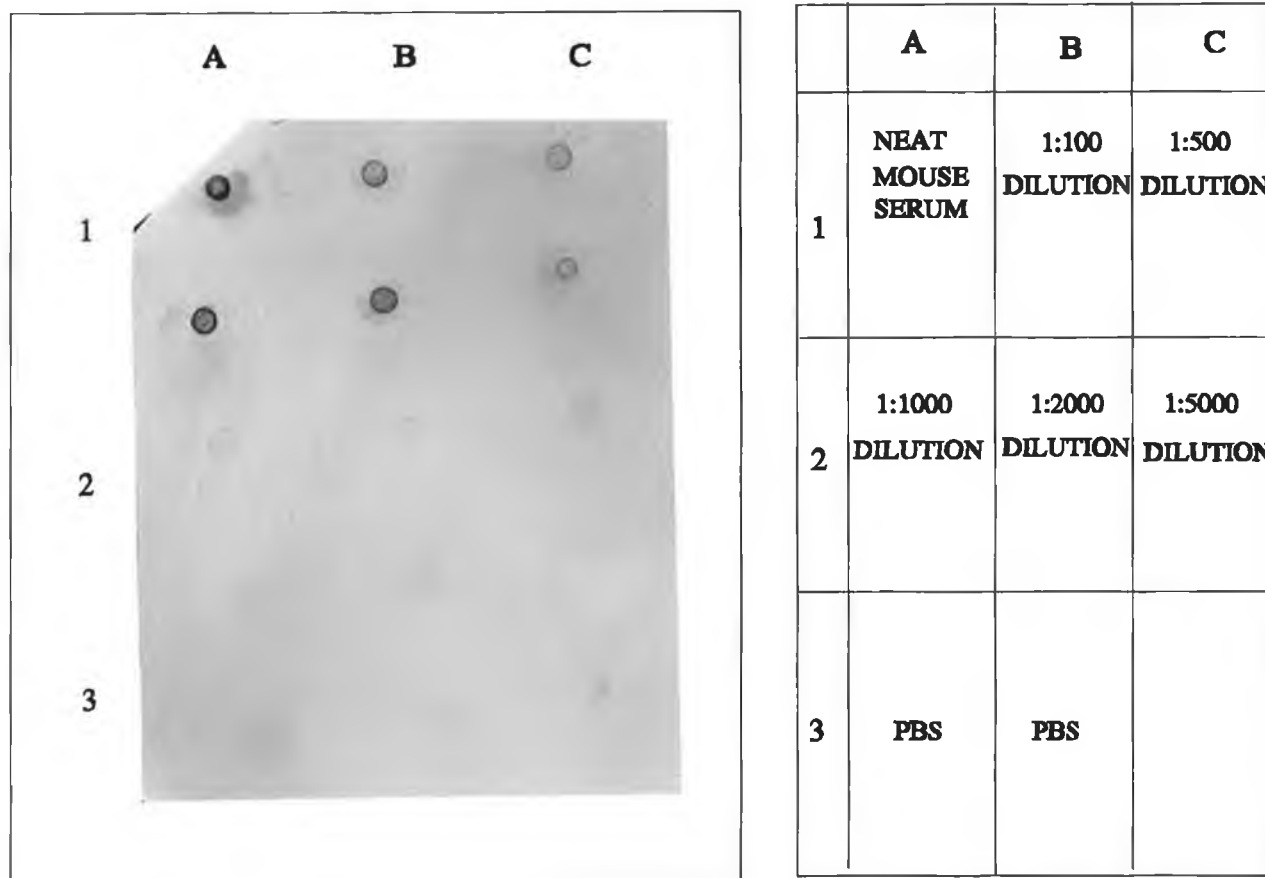 A B C
1
2
3
A B C
1
NEAT
MOUSE
SERUM
1:100
DILUTION
1:500
DILUTION
2
1:1000
DILUTION
1:2000
DILUTION
1:5000
DILUTION
3
PBS
PBS